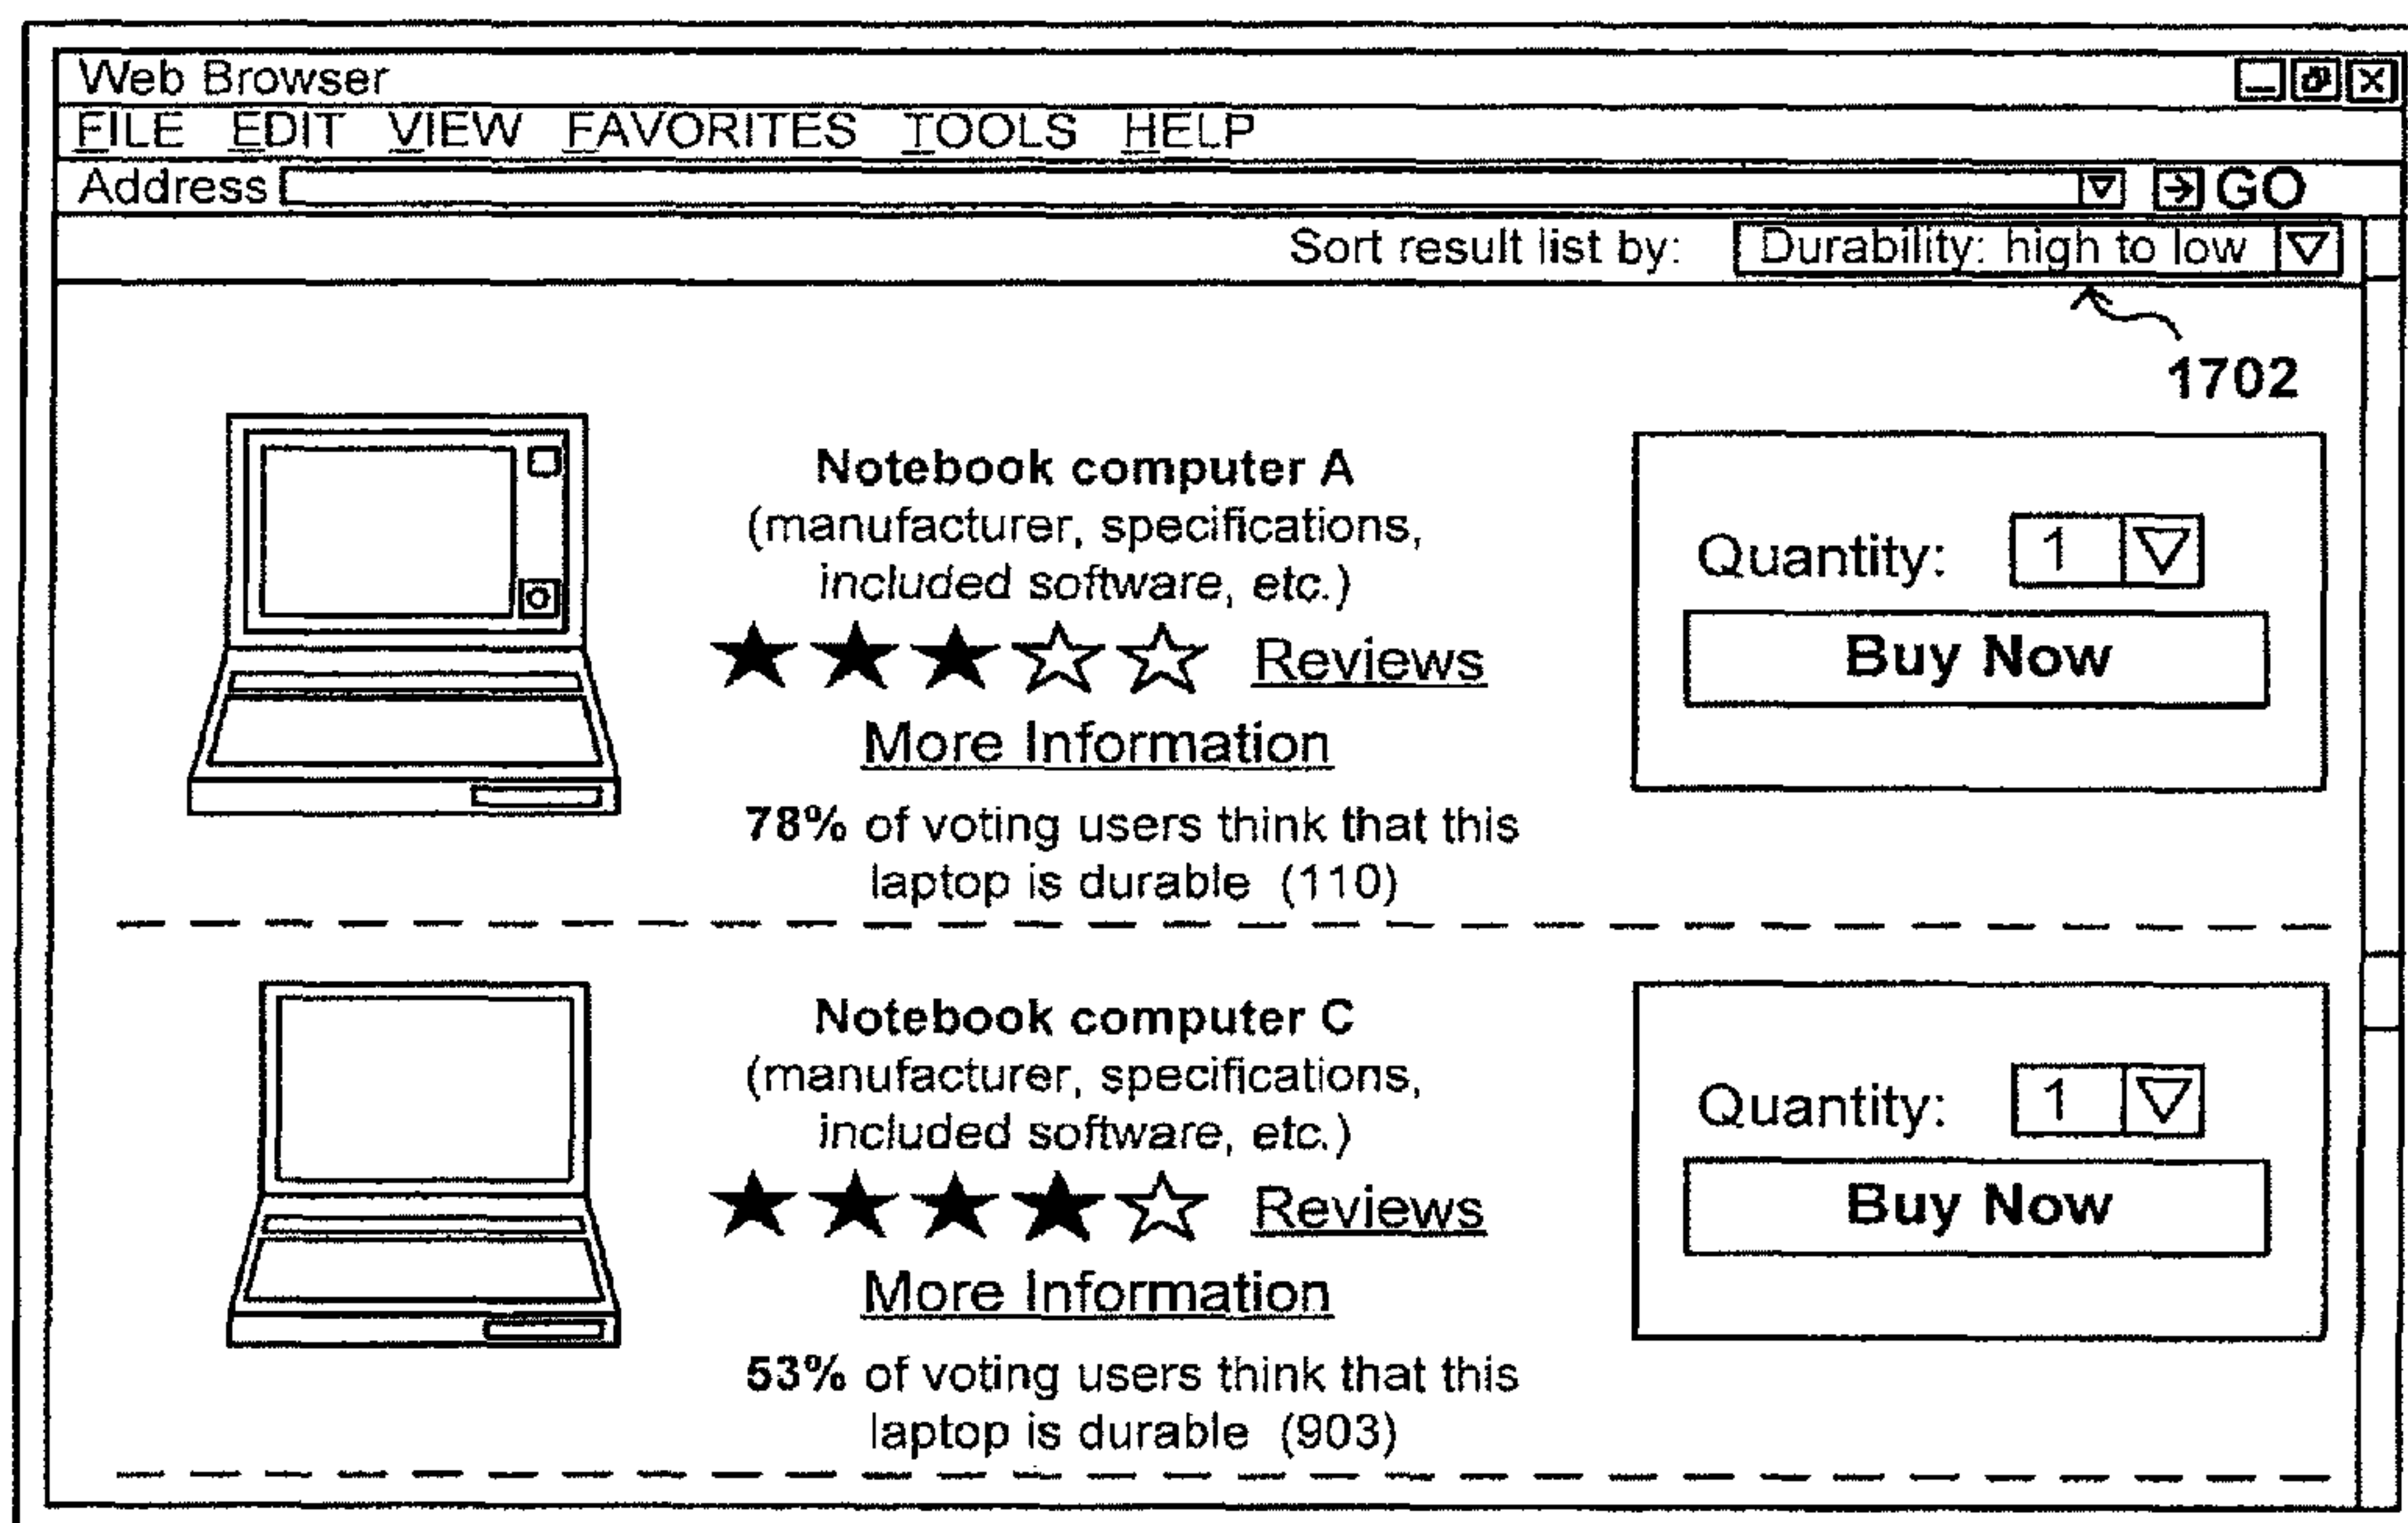 Web Browser
FILE EDIT VIEW FAVORITES TOOLS HELP
Address GO
Sort result list by: Durability: high to low
1702
Notebook computer A
(manufacturer, specifications,
included software, etc.)
Reviews
More Information
78% of voting users think that this
laptop is durable (110)
Quantity: 1
Buy Now
Notebook computer C
(manufacturer, specifications,
included software, etc.)
Reviews
More Information
53% of voting users think that this
laptop is durable (903)
Quantity: 1
Buy Now